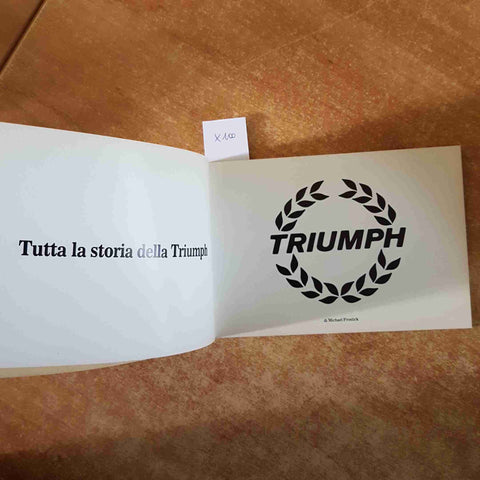 X100
Tutta la storia della Triumph
TRIUMPH
di Michael Frostick